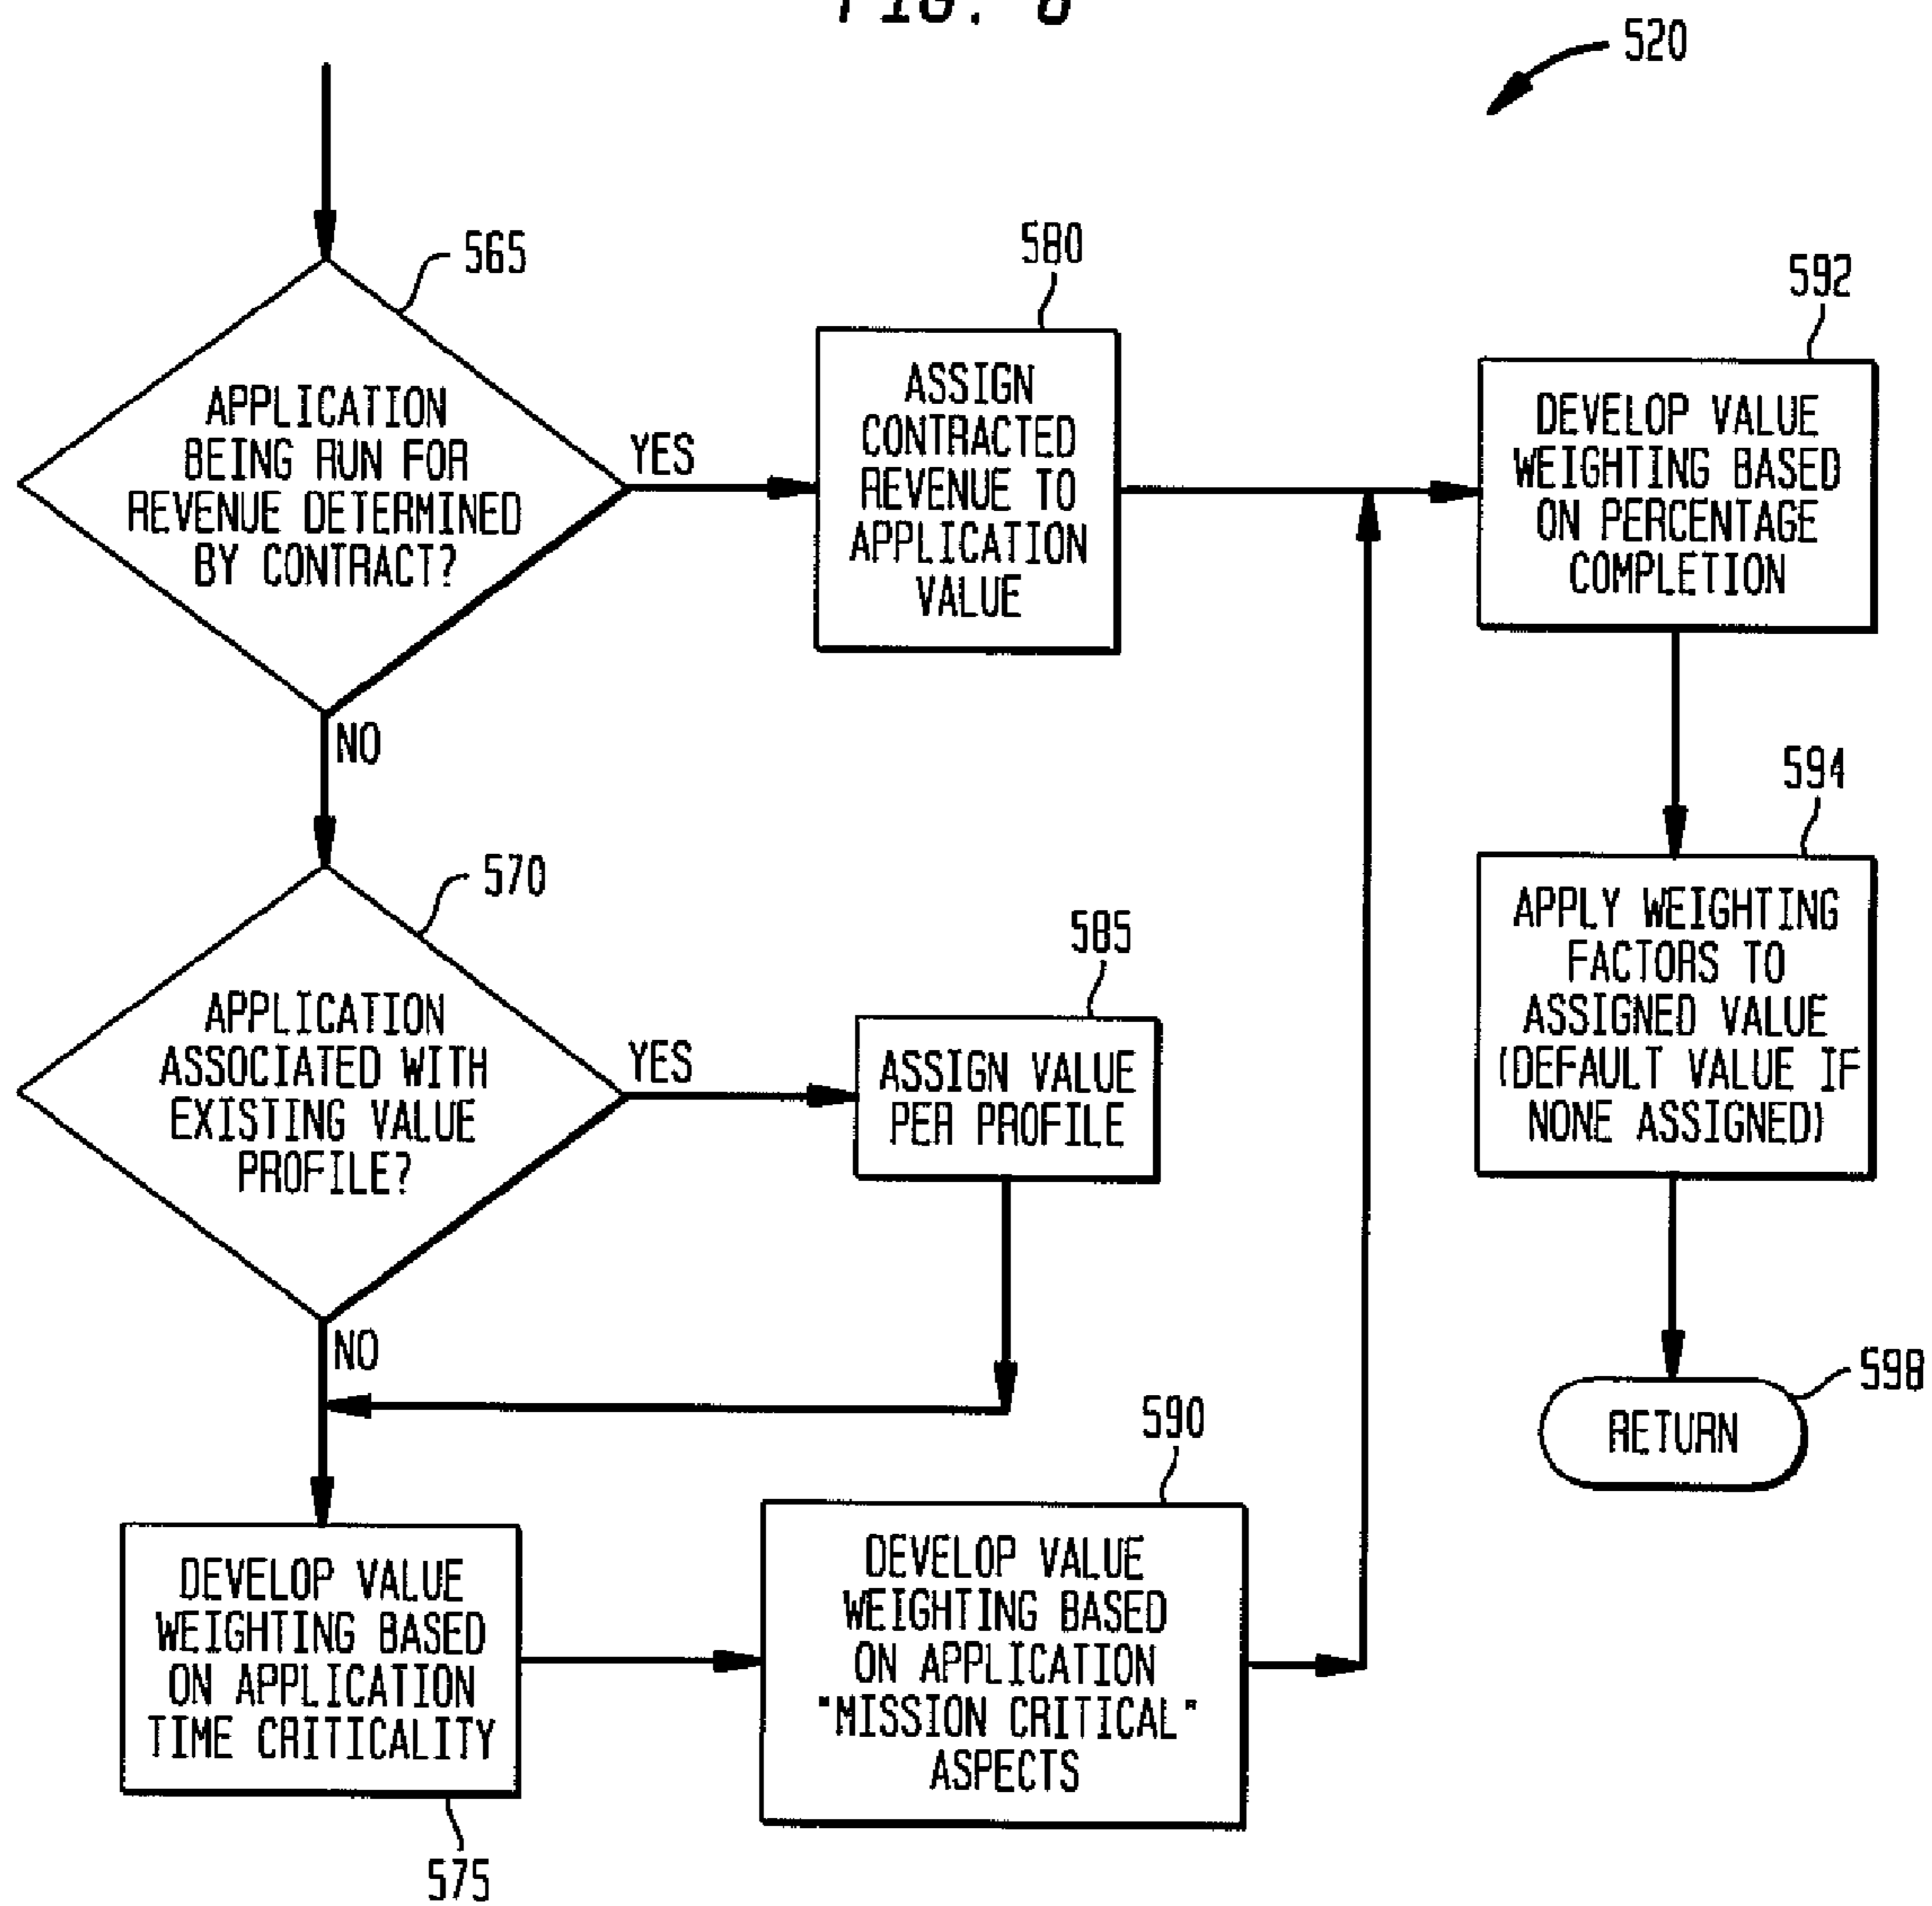 520
565
APPLICATION
BEING RUN FOR
REVENUE DETERMINED
BY CONTRACT?
YES
NO
580
ASSIGN
CONTRACTED
REVENUE TO
APPLICATION
VALUE
592
DEVELOP VALUE
WEIGHTING BASED
ON PERCENTAGE
COMPLETION
570
APPLICATION
ASSOCIATED WITH
EXISTING VALUE
PROFILE?
YES
NO
585
ASSIGN VALUE
PER PROFILE
594
APPLY WEIGHTING
FACTORS TO
ASSIGNED VALUE
(DEFAULT VALUE IF
NONE ASSIGNED)
598
RETURN
DEVELOP VALUE
WEIGHTING BASED
ON APPLICATION
TIME CRITICALITY
575
590
DEVELOP VALUE
WEIGHTING BASED
ON APPLICATION
"MISSION CRITICAL"
ASPECTS